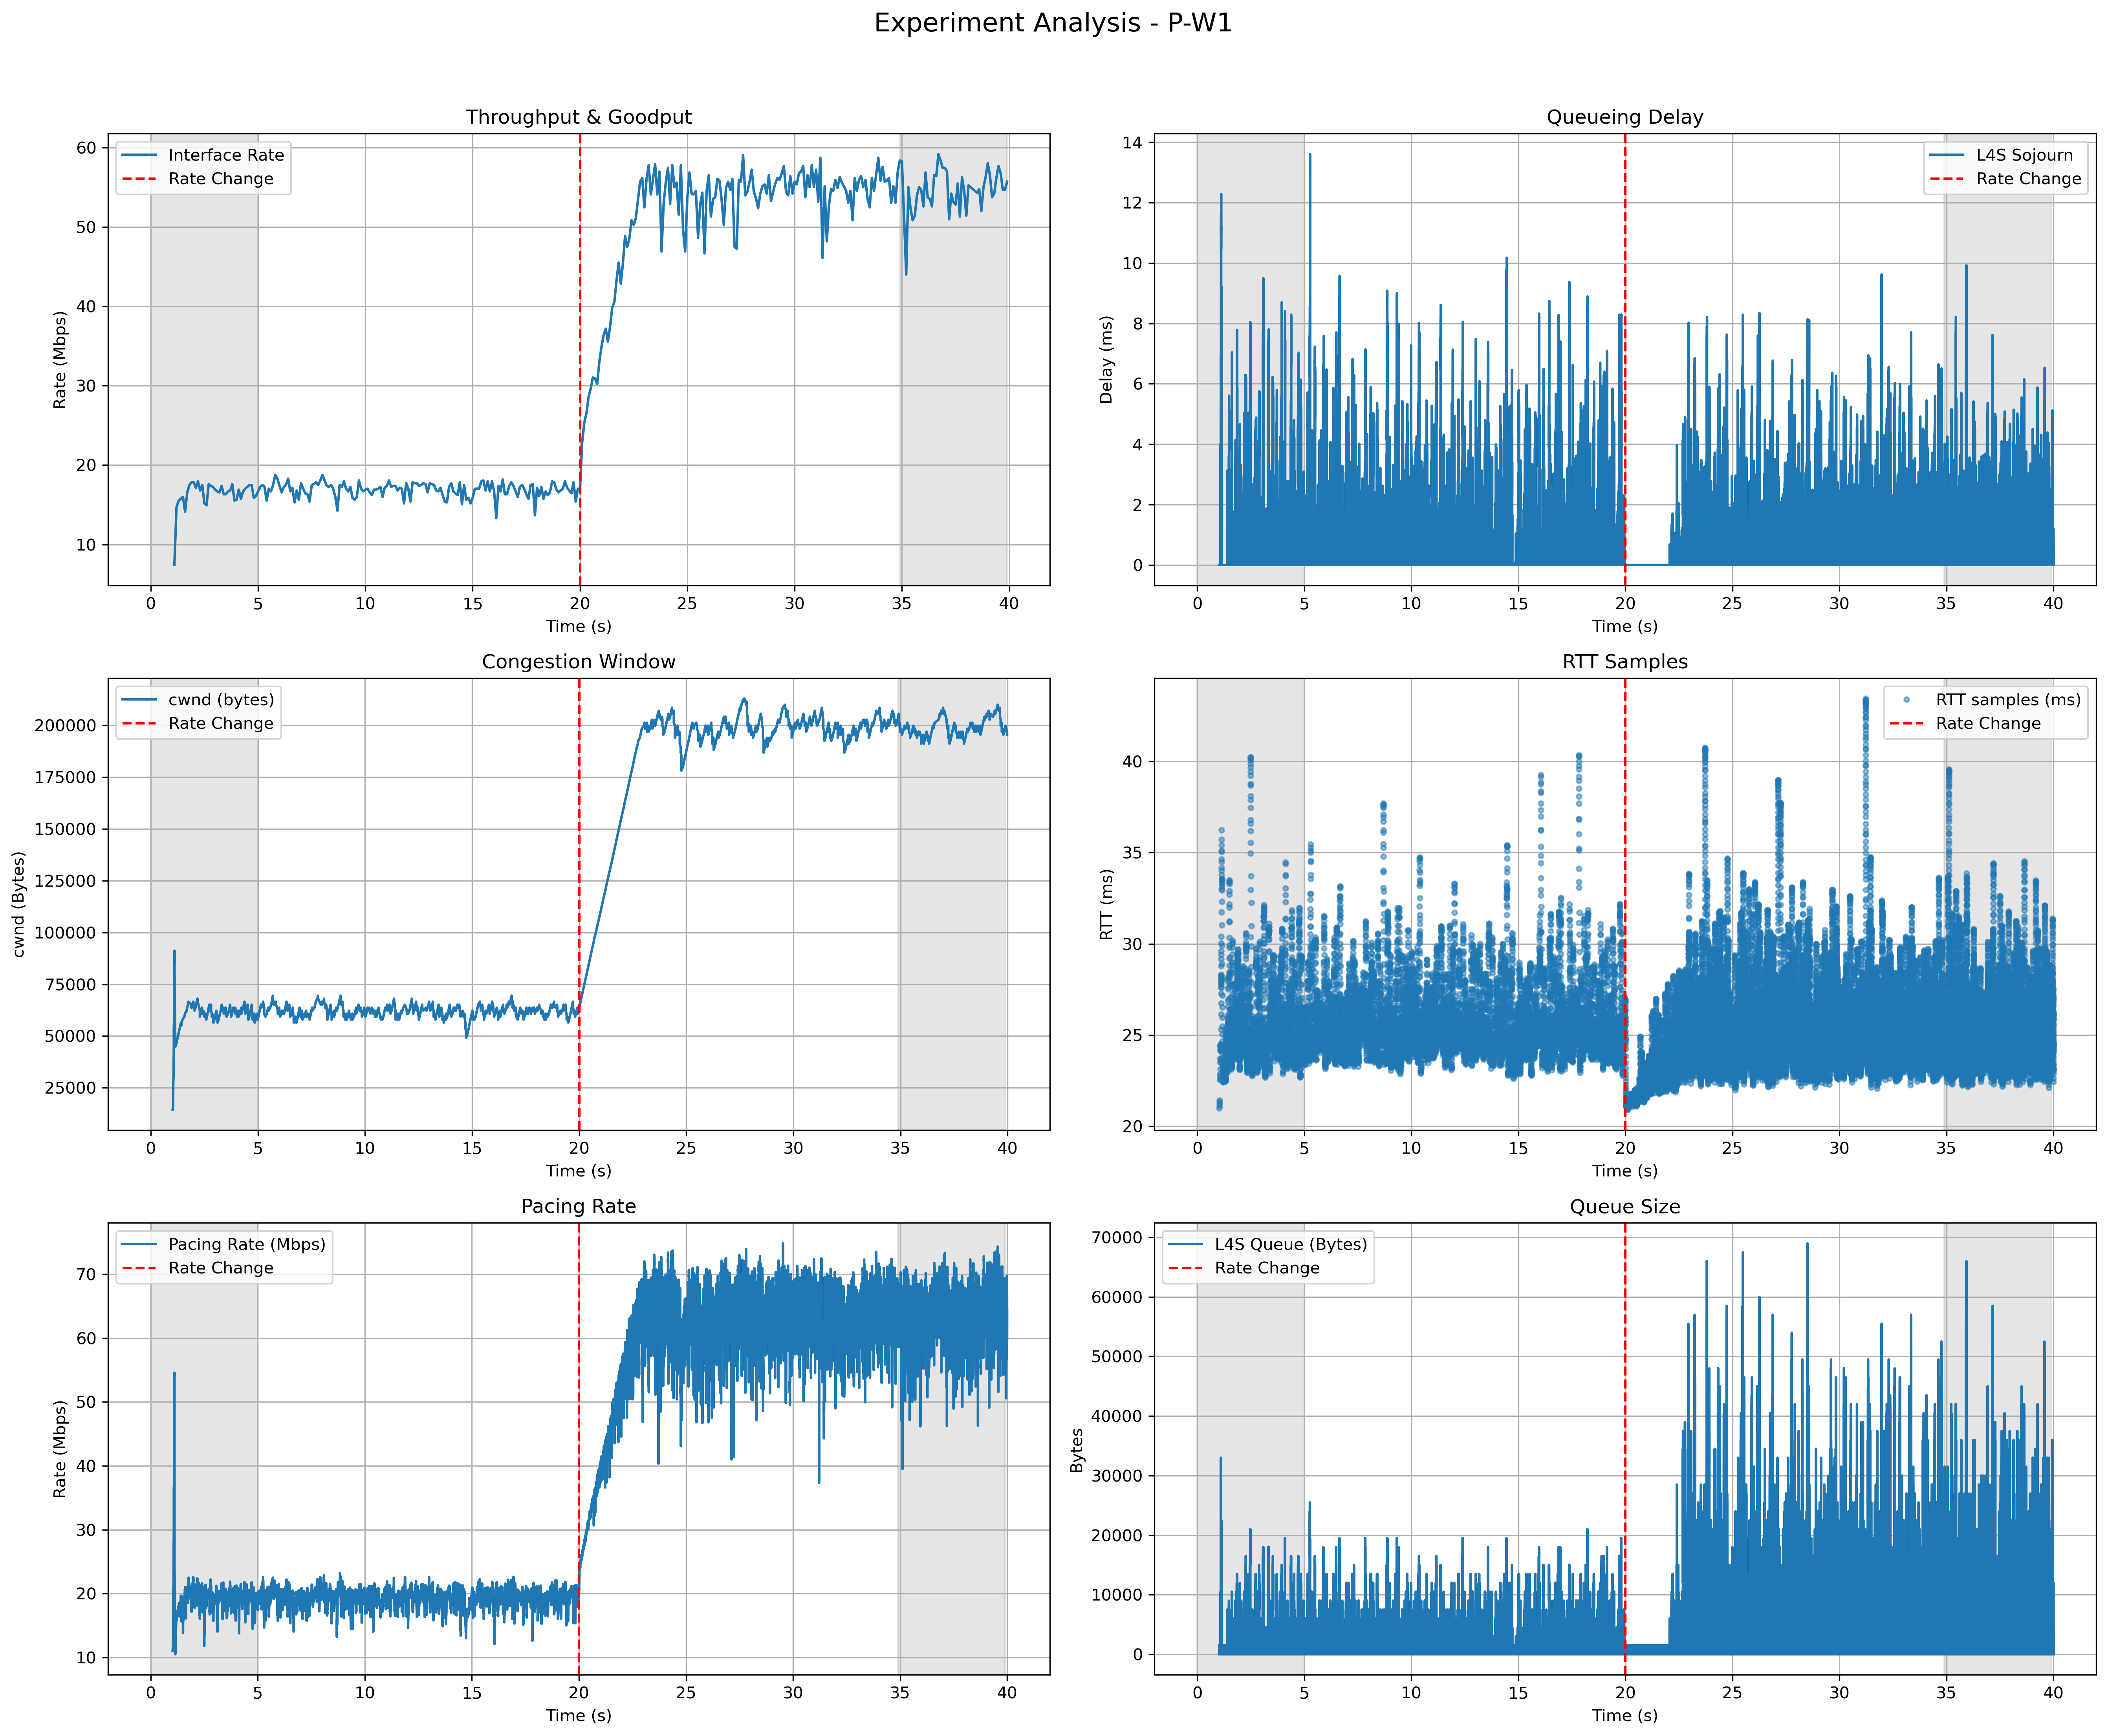 Experiment Analysis - P-W1
Throughput & Goodput
Interface Rate
Rate Change
Rate (Mbps)
60
50
40
30
20
10
0 5 10 15 20 25 30 35 40
Time (s)
Queueing Delay
L4S Sojourn
Rate Change
Delay (ms)
14
12
10
8
6
4
2
0
0 5 10 15 20 25 30 35 40
Time (s)
Congestion Window
cwnd (bytes)
Rate Change
cwnd (Bytes)
200000
175000
150000
125000
100000
75000
50000
25000
0 5 10 15 20 25 30 35 40
Time (s)
RTT Samples
RTT samples (ms)
Rate Change
RTT (ms)
40
35
30
25
20
0 5 10 15 20 25 30 35 40
Time (s)
Pacing Rate
Pacing Rate (Mbps)
Rate Change
Rate (Mbps)
70
60
50
40
30
20
10
0 5 10 15 20 25 30 35 40
Time (s)
Queue Size
L4S Queue (Bytes)
Rate Change
Bytes
70000
60000
50000
40000
30000
20000
10000
0
0 5 10 15 20 25 30 35 40
Time (s)